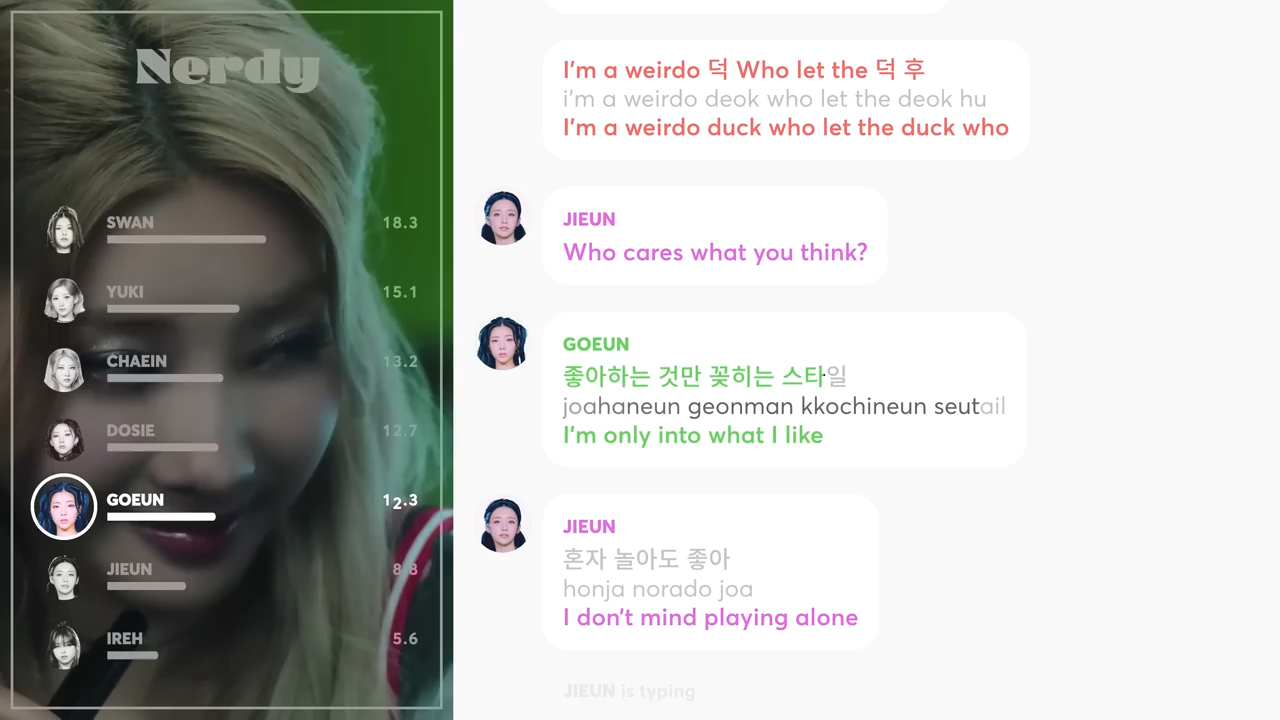 Nerdy
SWAN 18.3
YUKI 15.1
CHAEIN 13.2
DOSIE 12.7
GOEUN 12.3
JIEUN 8.8
IREH 5.6
I'm a weirdo 덕 Who let the 덕 후
i'm a weirdo deok who let the deok hu
I'm a weirdo duck who let the duck who
JIEUN
Who cares what you think?
GOEUN
좋아하는 것만 꽂히는 스타일
joahaneun geonman kkochineun seutail
I'm only into what I like
JIEUN
혼자 놀아도 좋아
honja norado joa
I don't mind playing alone
JIEUN is typing